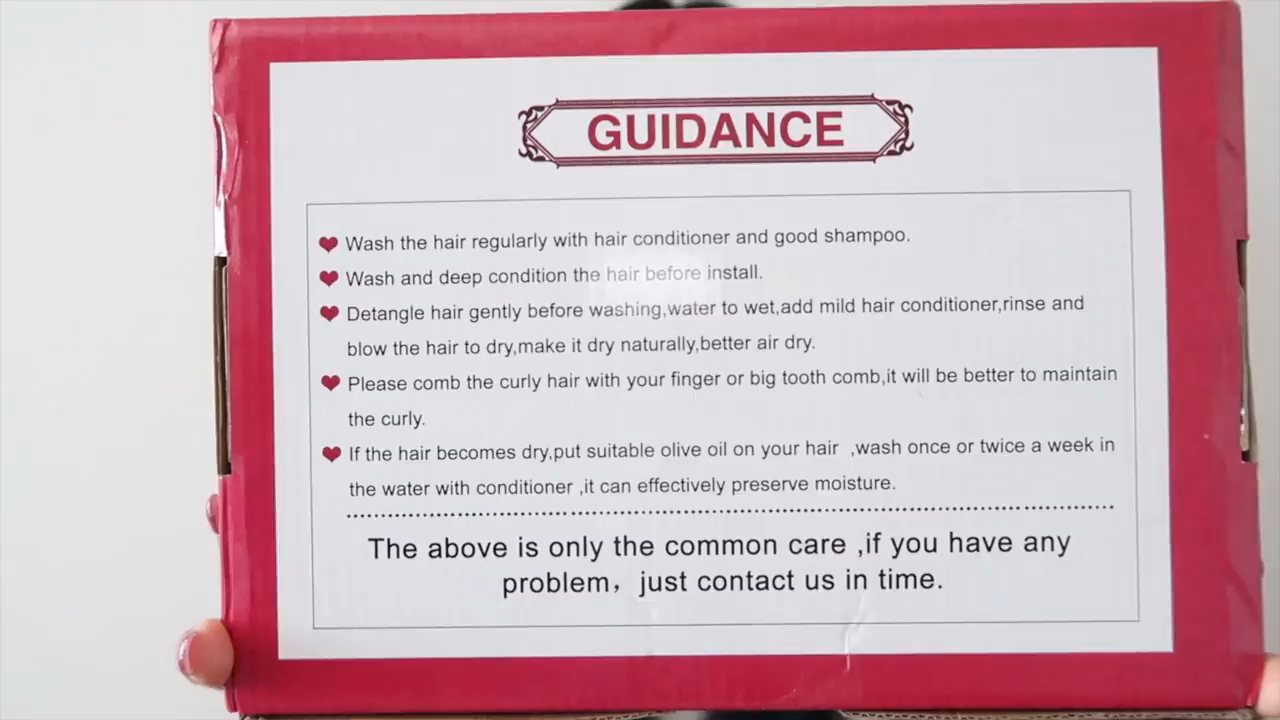 GUIDANCE
Wash the hair regularly with hair conditioner and good shampoo.
Wash and deep condition the hair before install.
Detangle hair gently before washing,water to wet,add mild hair conditioner,rinse and
blow the hair to dry,make it dry naturally,better air dry.
Please comb the curly hair with your finger or big tooth comb,it will be better to maintain
the curly.
If the hair becomes dry,put suitable olive oil on your hair ,wash once or twice a week in
the water with conditioner ,it can effectively preserve moisture.
The above is only the common care ,if you have any
problem，just contact us in time.